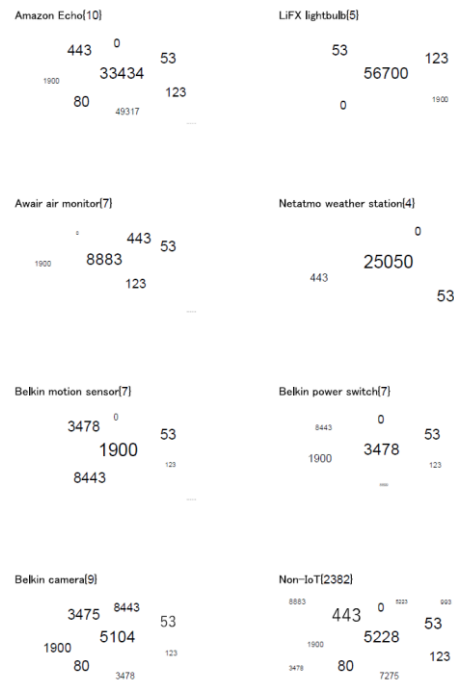 Amazon Echo{10}
443 0 53
1900 33434
80 49317 123
LiFX lightbulb{5}
53 123
56700
0 1900
Awair air monitor{7}
443 53
1900 8883
123
Netatmo weather station{4}
0
25050
443
53
Belkin motion sensor{7}
3478 0 53
1900
8443 123
Belkin power switch{7}
8443 0 53
1900 3478 123
Belkin camera{9}
3475 8443 53
1900 5104 123
80 3478
Non-IoT{2382}
8883 443 0 5223 993 53
1900 5228 123
3478 80 7275